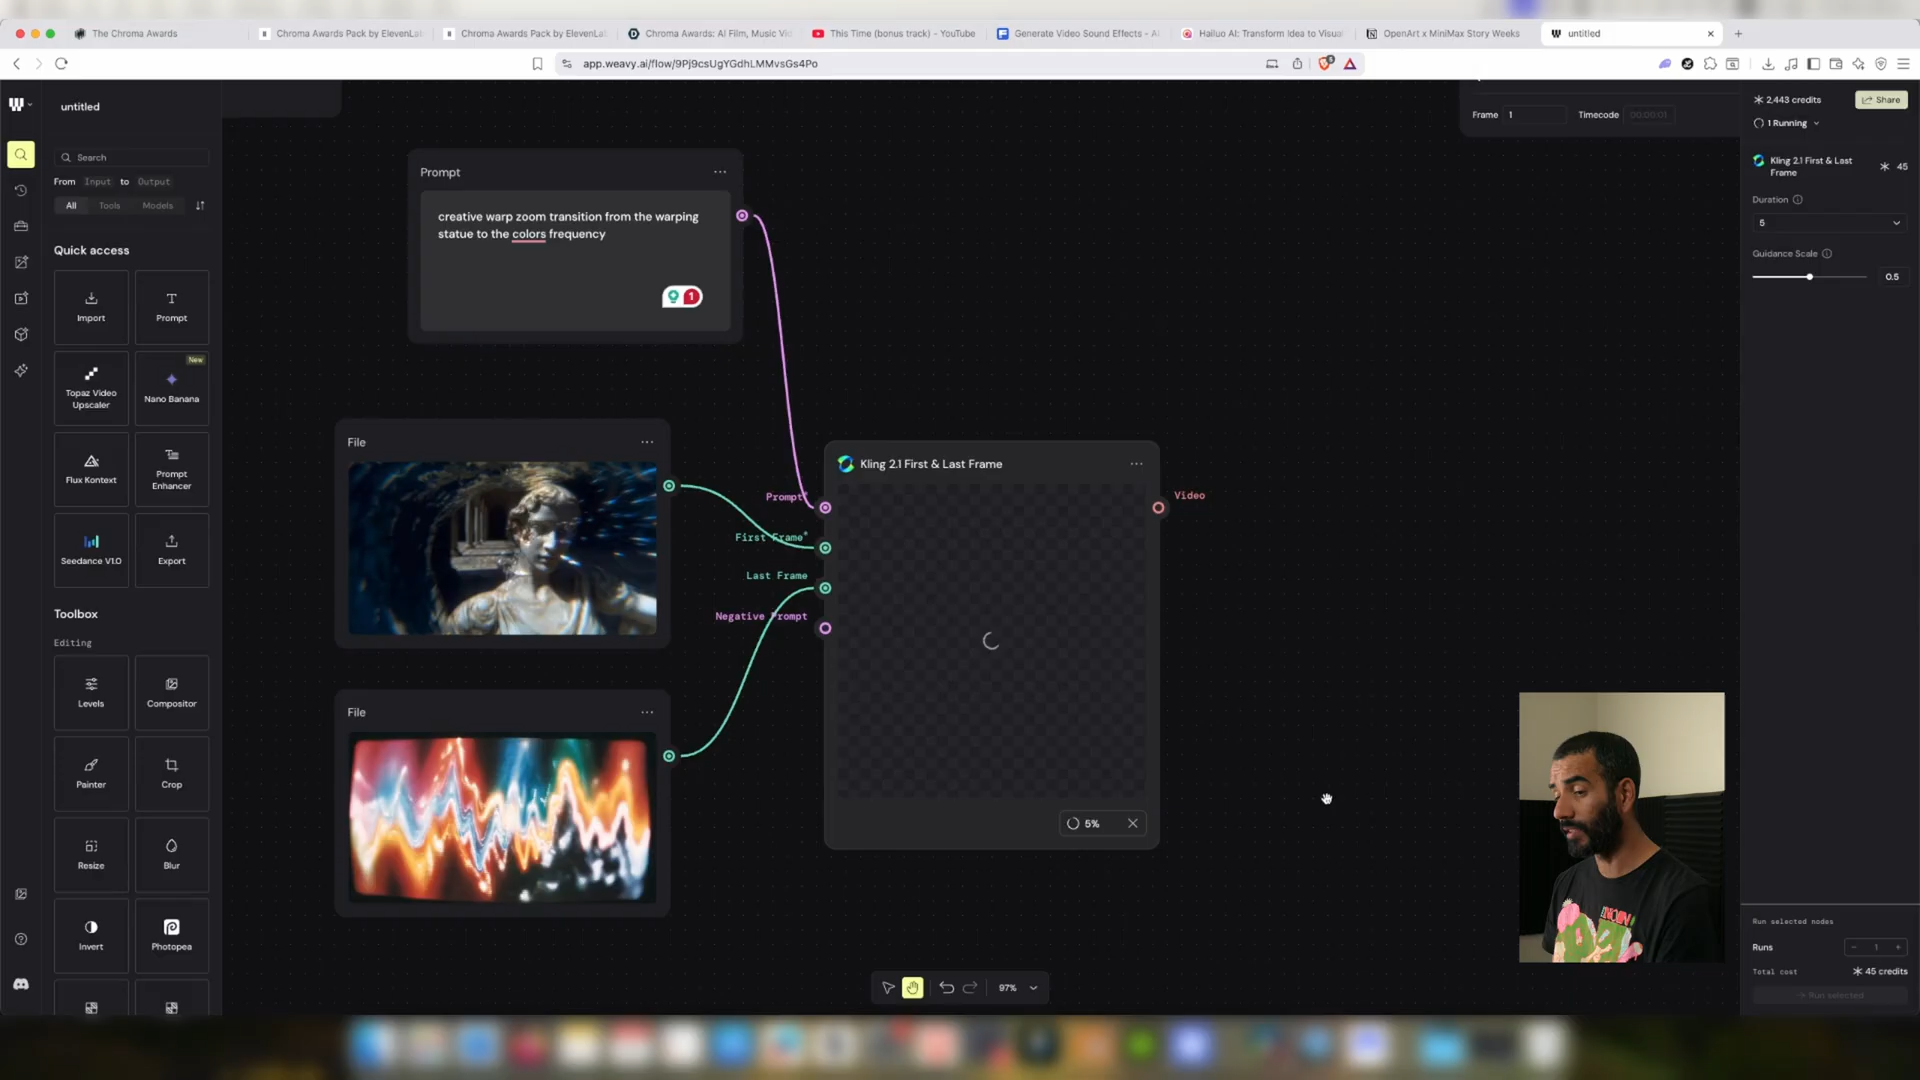 The Chroma Awards
Chroma Awards Pack by ElevenLa
Chroma Awards Pack by ElevenLa
Chroma Awards: AI Film, Music Vic
This Time (bonus track) - YouTube
Generate Video Sound Effects – A
Hailuo AI: Transform Idea to Visua
OpenArt x MiniMax Story Weeks
untitled
app.weavy.ai/flow/9Pj9csUgYGdhLMMvsGs4Po
untitled
Frame 1
Timecode 00:00:01
2,443 credits
Share
1 Running
Search
From Input to Output
All
Tools
Models
Quick access
Import
Prompt
New
Topaz Video
Upscaler
Nano Banana
Flux Kontext
Prompt
Enhancer
Seedance V1.0
Export
Toolbox
Editing
Levels
Compositor
Painter
Crop
Resize
Blur
Invert
Photopea
Prompt
creative warp zoom transition from the warping
statue to the colors frequency
1
File
File
Kling 2.1 First & Last Frame
Prompt*
First Frame*
Last Frame
Negative Prompt
Video
5%
97%
Kling 2.1 First & Last
Frame
45
Duration
5
Guidance Scale
0.5
Run selected nodes
Runs
1
Total cost
45 credits
Run selected